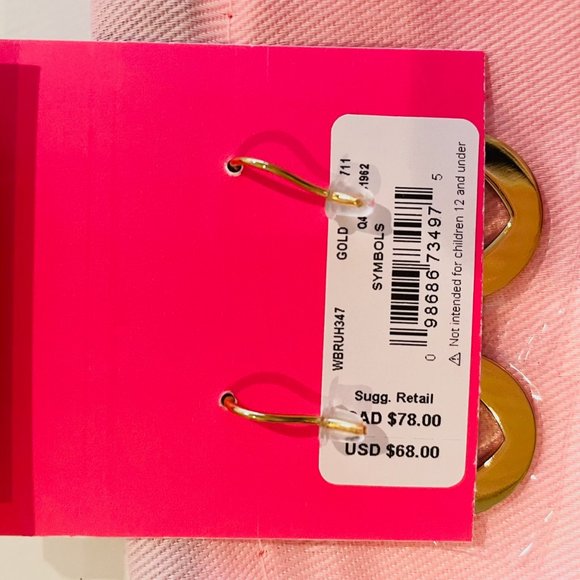 WBRUH347 GOLD 711
Q4 .1962
SYMBOLS
0 98686 73497 5
⚠ Not intended for children 12 and under
Sugg. Retail
AD $78.00
USD $68.00